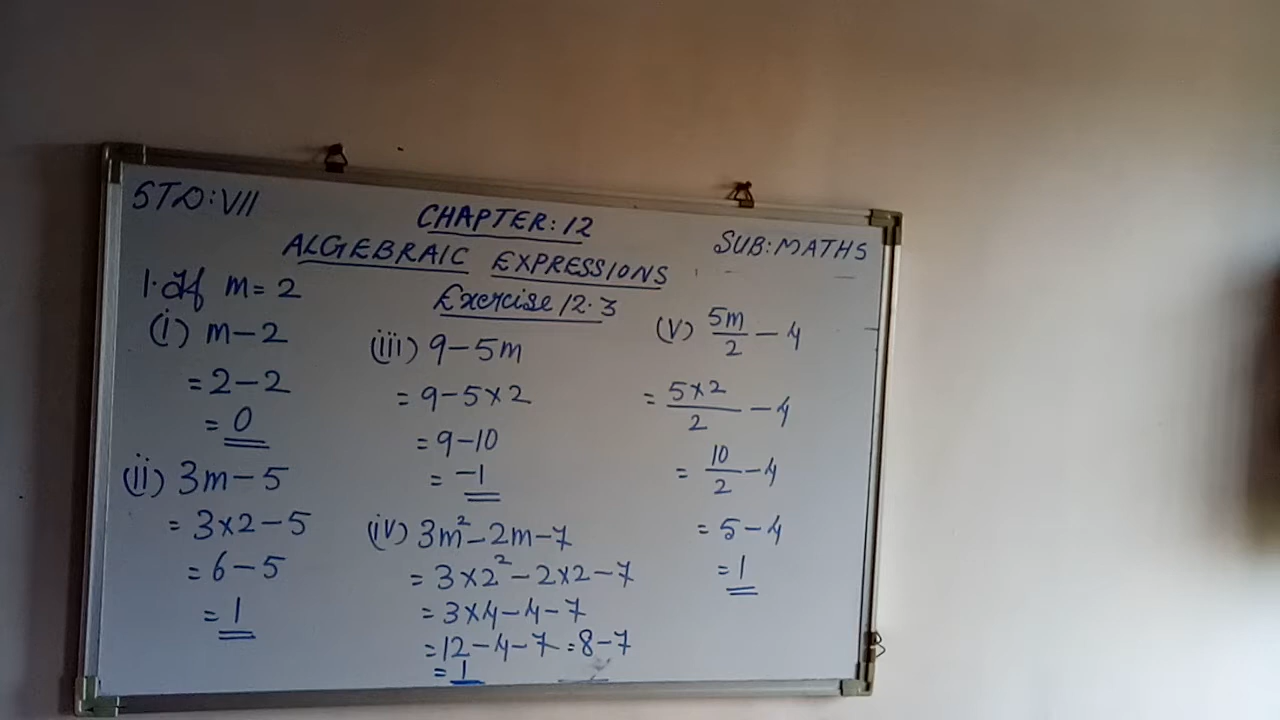 STD:VII
CHAPTER:12
SUB:MATHS
ALGEBRAIC EXPRESSIONS
Exercise 12.3
1. If m=2
(i) m-2
=2-2
=0
(ii) 3m-5
=3×2-5
=6-5
=1
(iii) 9-5m
=9-5×2
=9-10
=-1
(iv) 3m²-2m-7
=3×2²-2×2-7
=3×4-4-7
=12-4-7=8-7
=1
(v) 5m/2-4
=5×2/2-4
=10/2-4
=5-4
=1